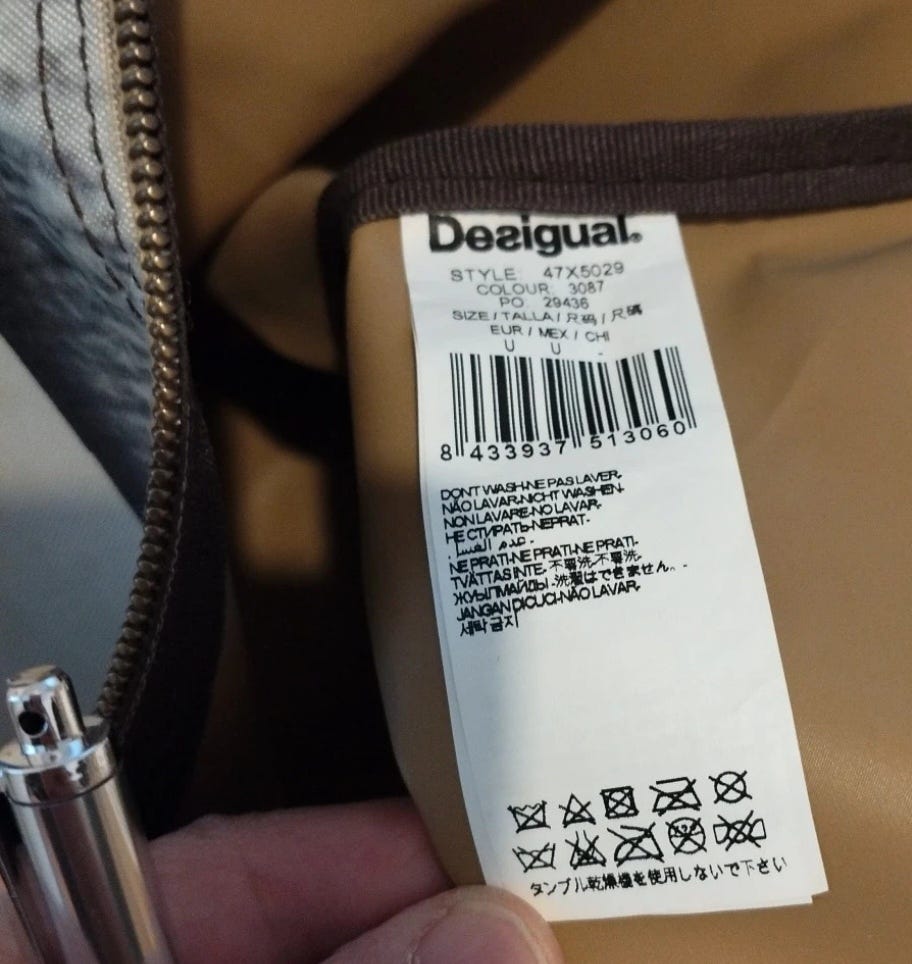 Desigual.
STYLE: 47X5029
COLOUR: 3087
PO: 29436
SIZE / TALLA / 尺码 / 尺碼
EUR / MEX / CHI
U U -
8 433937 513060
DONT WASH-NE PAS LAVER-
NÃO LAVAR-NICHT WASHEN-
NON LAVARE-NO LAVAR-
НЕ СТИРАТЬ-NEPRAT-
NE PRATI-NE PRATI-NE PRATI-
TVÄTTAS INTE. 不要洗-不要洗-
-洗濯はできません。-
JANGAN DICUCI-NÃO LAVAR-
세탁 금지
タンブル乾燥機を使用しないで下さい